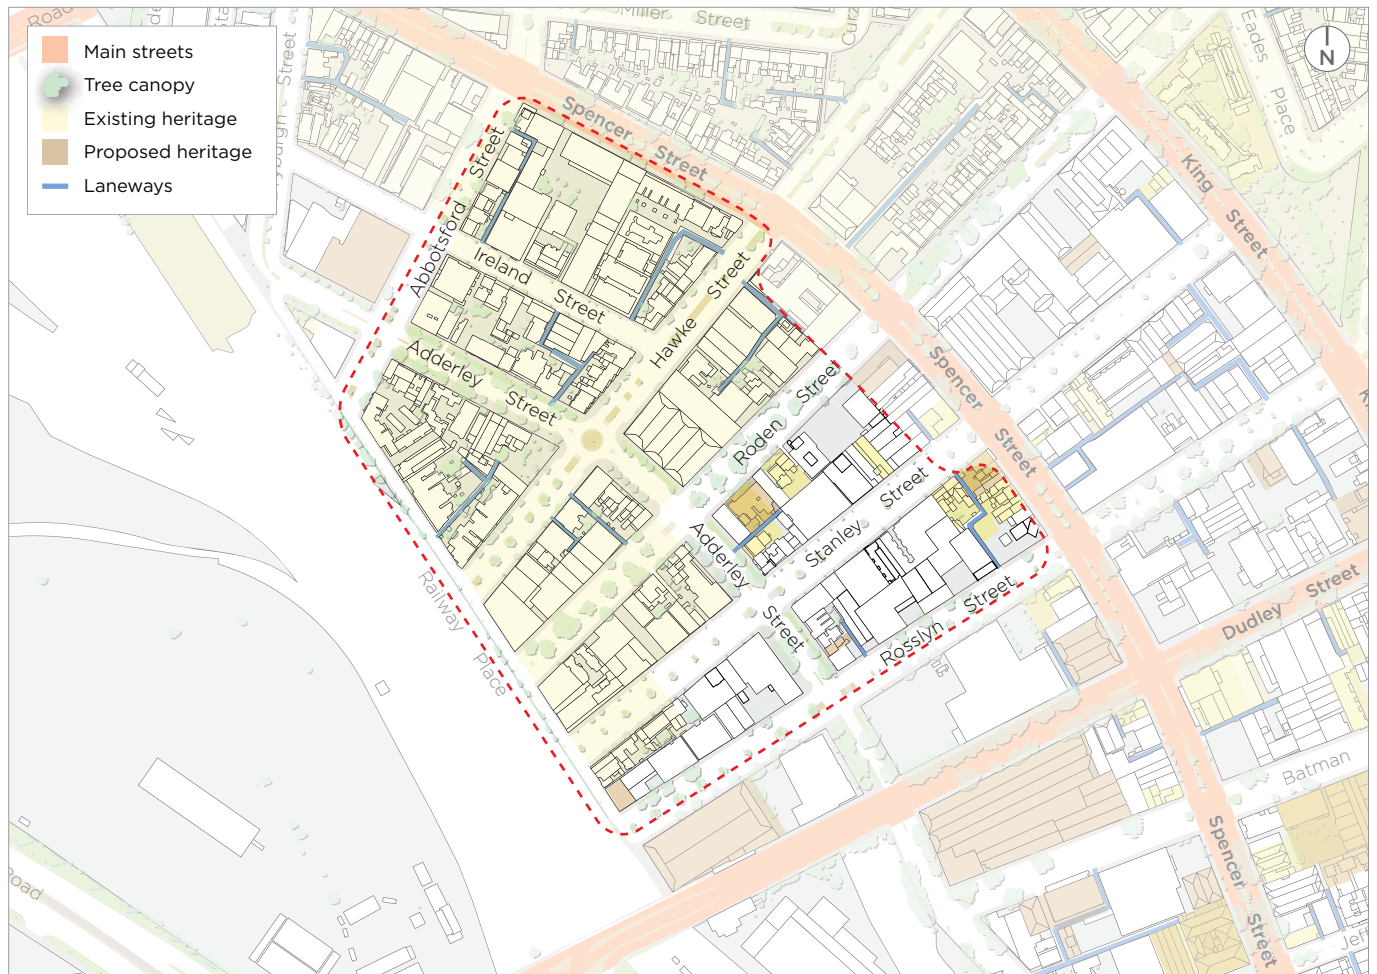 Main streets
Tree canopy
Existing heritage
Proposed heritage
Laneways
N
Road
Street
Miller Street
Eades Place
Spencer Street
King Street
Abbotsford Street
Ireland Street
Hawke Street
Adderley Street
Roden Street
Spencer Street
Stanley Street
Adderley Street
Rosslyn Street
Railway Place
Dudley Street
Batman
Spencer Street
Road